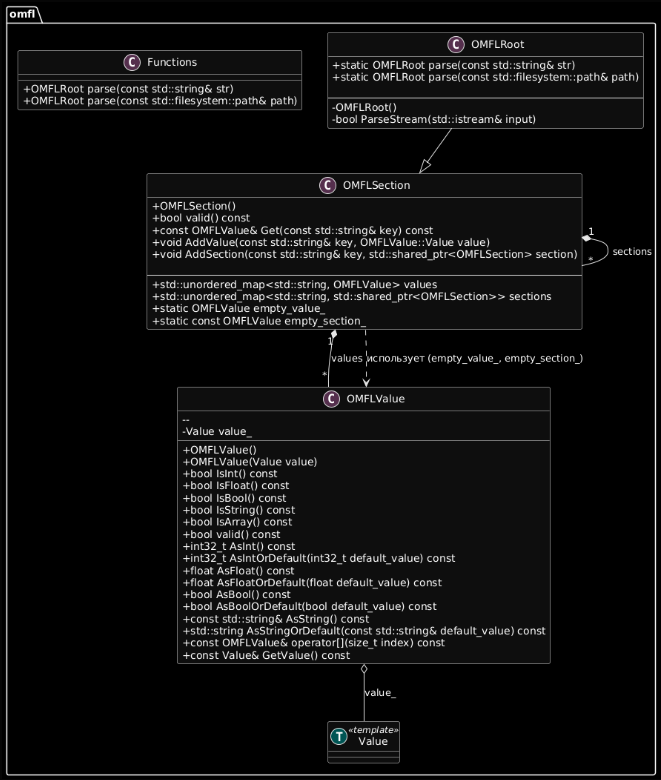 omfl
C Functions
+OMFLRoot parse(const std::string& str)
+OMFLRoot parse(const std::filesystem::path& path)
C OMFLRoot
+static OMFLRoot parse(const std::string& str)
+static OMFLRoot parse(const std::filesystem::path& path)
-OMFLRoot()
-bool ParseStream(std::istream& input)
C OMFLSection
+OMFLSection()
+bool valid() const
+const OMFLValue& Get(const std::string& key) const
+void AddValue(const std::string& key, OMFLValue::Value value)
+void AddSection(const std::string& key, std::shared_ptr<OMFLSection> section)
+std::unordered_map<std::string, OMFLValue> values
+std::unordered_map<std::string, std::shared_ptr<OMFLSection>> sections
+static OMFLValue empty_value_
+static const OMFLValue empty_section_
1
sections
*
1
values
использует (empty_value_, empty_section_)
*
C OMFLValue
--
-Value value_
+OMFLValue()
+OMFLValue(Value value)
+bool IsInt() const
+bool IsFloat() const
+bool IsBool() const
+bool IsString() const
+bool IsArray() const
+bool valid() const
+int32_t AsInt() const
+int32_t AsIntOrDefault(int32_t default_value) const
+float AsFloat() const
+float AsFloatOrDefault(float default_value) const
+bool AsBool() const
+bool AsBoolOrDefault(bool default_value) const
+const std::string& AsString() const
+std::string AsStringOrDefault(const std::string& default_value) const
+const OMFLValue& operator[](size_t index) const
+const Value& GetValue() const
value_
T «template»
Value